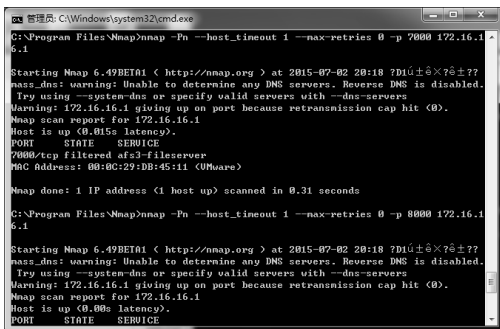 管理员: C:\Windows\system32\cmd.exe
C:\Program Files\Nmap>nmap -Pn --host_timeout 1 --max-retries 0 -p 7000 172.16.1
6.1
Starting Nmap 6.49BETA1 ( http://nmap.org ) at 2015-07-02 20:18 ?D1ú±ê×?ê±??
mass_dns: warning: Unable to determine any DNS servers. Reverse DNS is disabled.
Try using --system-dns or specify valid servers with --dns-servers
Warning: 172.16.16.1 giving up on port because retransmission cap hit (0).
Nmap scan report for 172.16.16.1
Host is up (0.015s latency).
PORT STATE SERVICE
7000/tcp filtered afs3-fileserver
MAC Address: 00:0C:29:DB:45:11 (VMware)
Nmap done: 1 IP address (1 host up) scanned in 0.31 seconds
C:\Program Files\Nmap>nmap -Pn --host_timeout 1 --max-retries 0 -p 8000 172.16.1
6.1
Starting Nmap 6.49BETA1 ( http://nmap.org ) at 2015-07-02 20:18 ?D1ú±ê×?ê±??
mass_dns: warning: Unable to determine any DNS servers. Reverse DNS is disabled.
Try using --system-dns or specify valid servers with --dns-servers
Warning: 172.16.16.1 giving up on port because retransmission cap hit (0).
Nmap scan report for 172.16.16.1
Host is up (0.00s latency).
PORT STATE SERVICE